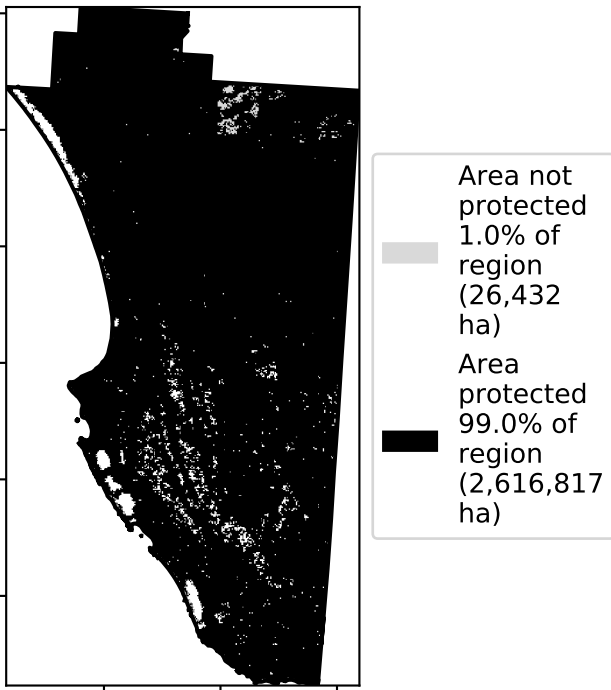 Area not
protected
1.0% of
region
(26,432
ha)
Area
protected
99.0% of
region
(2,616,817
ha)